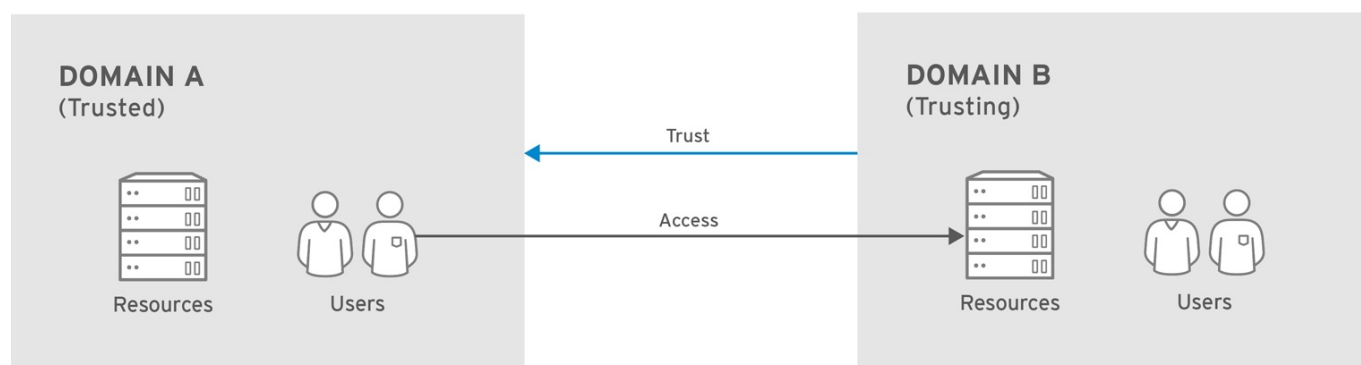 DOMAIN A
(Trusted)
Resources
Users
Trust
Access
DOMAIN B
(Trusting)
Resources
Users